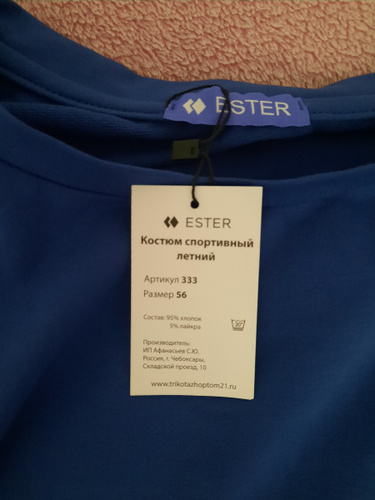 ESTER
ESTER
Костюм спортивный
летний
Артикул 333
Размер 56
Состав: 95% хлопок
5% лайкра
Производитель:
ИП Афанасьев С.Ю.
Россия, г. Чебоксары,
Складской проезд, 10
www.trikotazhoptom21.ru